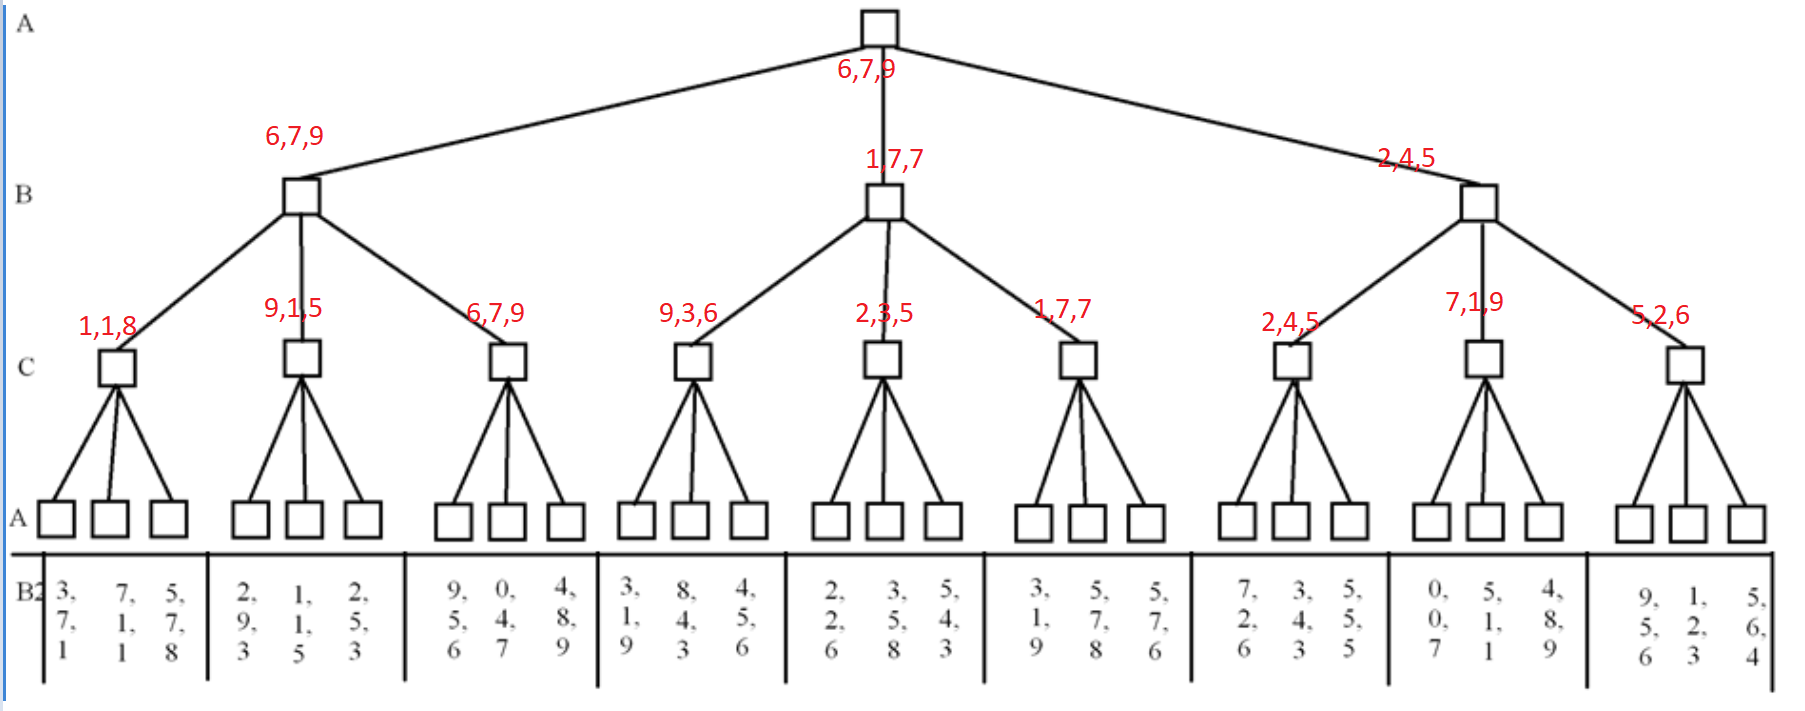 A
6,7,9
6,7,9
1,7,7
2,4,5
B
1,1,8
9,1,5
6,7,9
9,3,6
2,3,5
1,7,7
2,4,5
7,1,9
5,2,6
C
A
B2 3, 7, 5, 2, 1, 2, 9, 0, 4, 3, 8, 4, 2, 3, 5, 3, 5, 5, 7, 3, 5, 0, 5, 4, 9, 1, 5,
7, 1, 7, 9, 1, 5, 5, 4, 8, 1, 4, 5, 2, 5, 4, 1, 7, 7, 2, 4, 5, 0, 1, 8, 5, 2, 6,
1 1 8 3 5 3 6 7 9 9 3 6 6 8 3 9 8 6 6 3 5 7 1 9 6 3 4